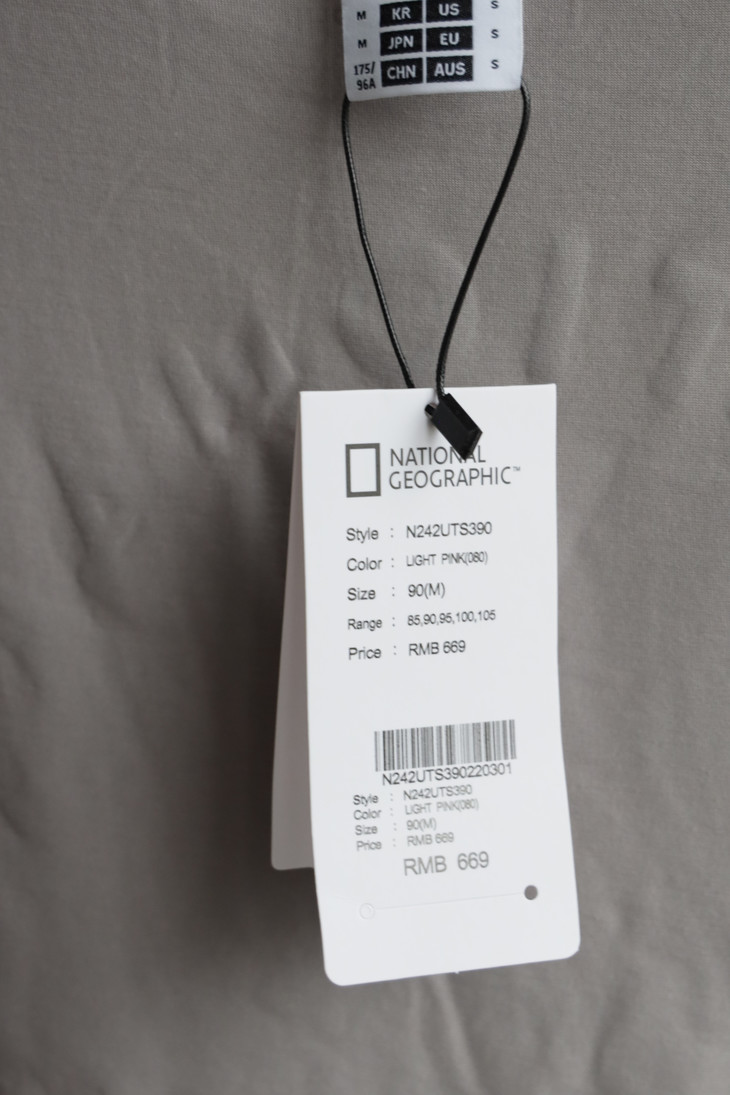 M KR US S
M JPN EU S
175/96A CHN AUS S
NATIONAL
GEOGRAPHIC™
Style : N242UTS390
Color : LIGHT PINK(080)
Size : 90(M)
Range : 85,90,95,100,105
Price : RMB 669
N242UTS390220301
Style : N242UTS390
Color : LIGHT PINK(080)
Size : 90(M)
Price : RMB 669
RMB 669